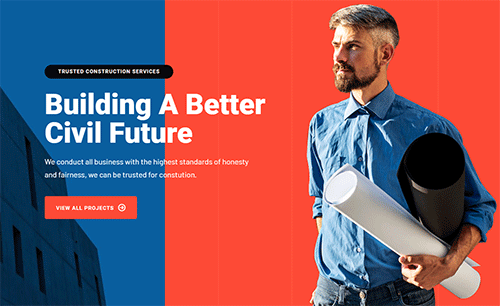 TRUSTED CONSTRUCTION SERVICES
Building A Better
Civil Future
We conduct all business with the highest standards of honesty
and fairness, we can be trusted for constution.
VIEW ALL PROJECTS